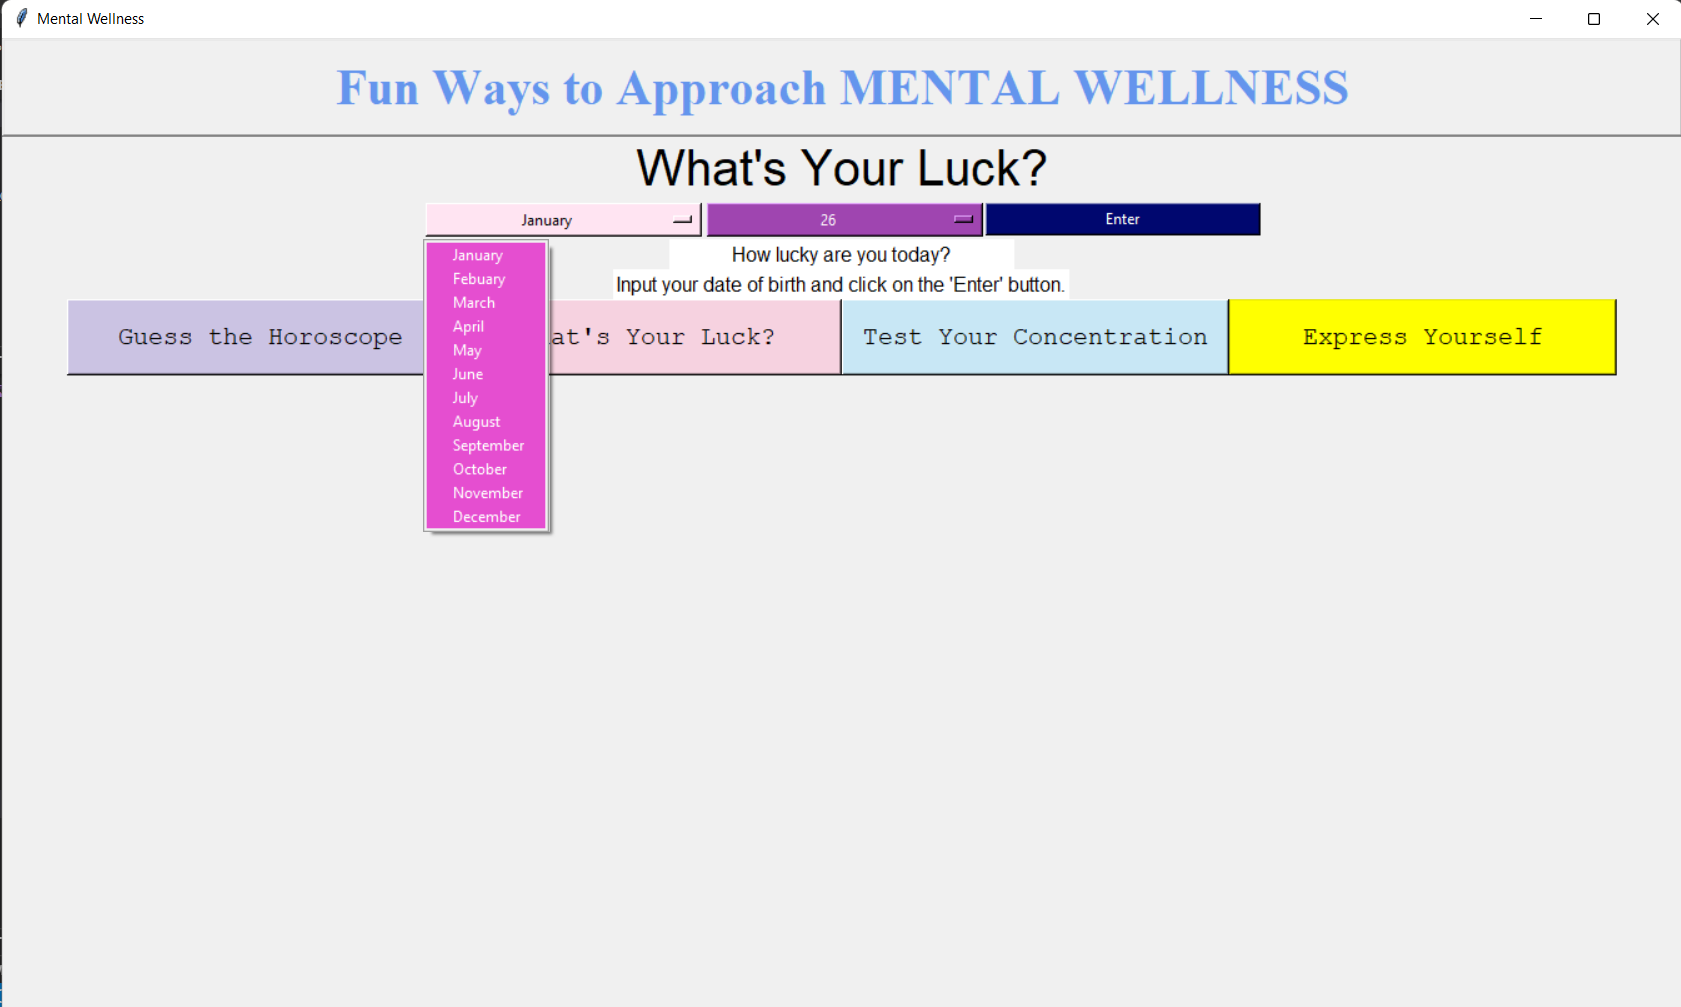 Mental Wellness
Fun Ways to Approach MENTAL WELLNESS
What's Your Luck?
January 26 Enter
How lucky are you today?
Input your date of birth and click on the 'Enter' button.
Guess the Horoscope at's Your Luck? Test Your Concentration Express Yourself
January
Febuary
March
April
May
June
July
August
September
October
November
December